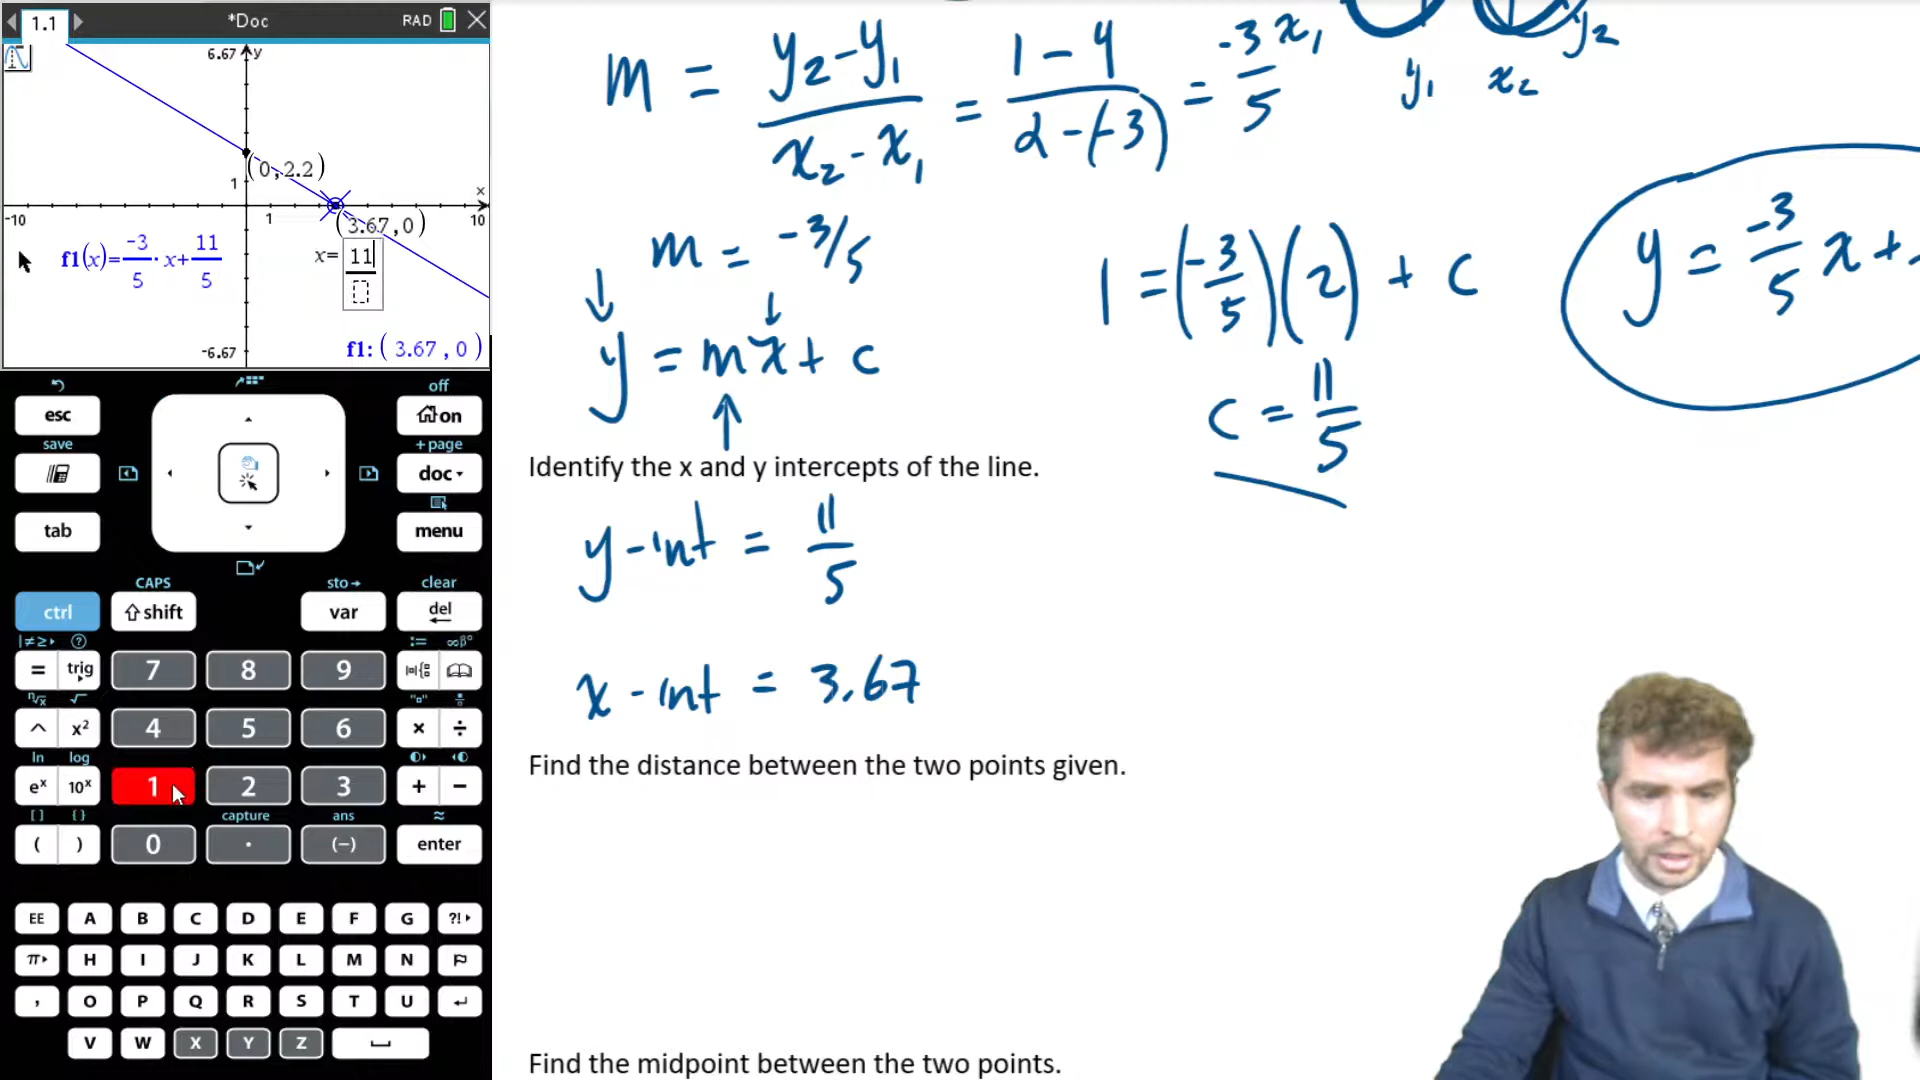 1.1 *Doc RAD
6.67 y
(0,2.2)
1
x
-10 1 10
(3.67,0)
f1(x)=-3/5·x+11/5
x= 11
-6.67
f1: (3.67,0)
off
esc on
save +page
doc
tab menu
CAPS sto→ clear
ctrl shift var del
= trig 7 8 9
^ x² 4 5 6 × ÷
ln log
eˣ 10ˣ 1 2 3 + −
[] {} capture ans ≈
( ) 0 . (−) enter
EE A B C D E F G ?!
π H I J K L M N
, O P Q R S T U
V W X Y Z
m = (y₂-y₁)/(x₂-x₁) = (1-4)/(2-(-3)) = -3/5
x₁ y₁ x₂ y₂
m = -3/5
y = mx + c
1 = (-3/5)(2) + c
c = 11/5
y = -3/5 x +
Identify the x and y intercepts of the line.
y-int = 11/5
x-int = 3.67
Find the distance between the two points given.
Find the midpoint between the two points.